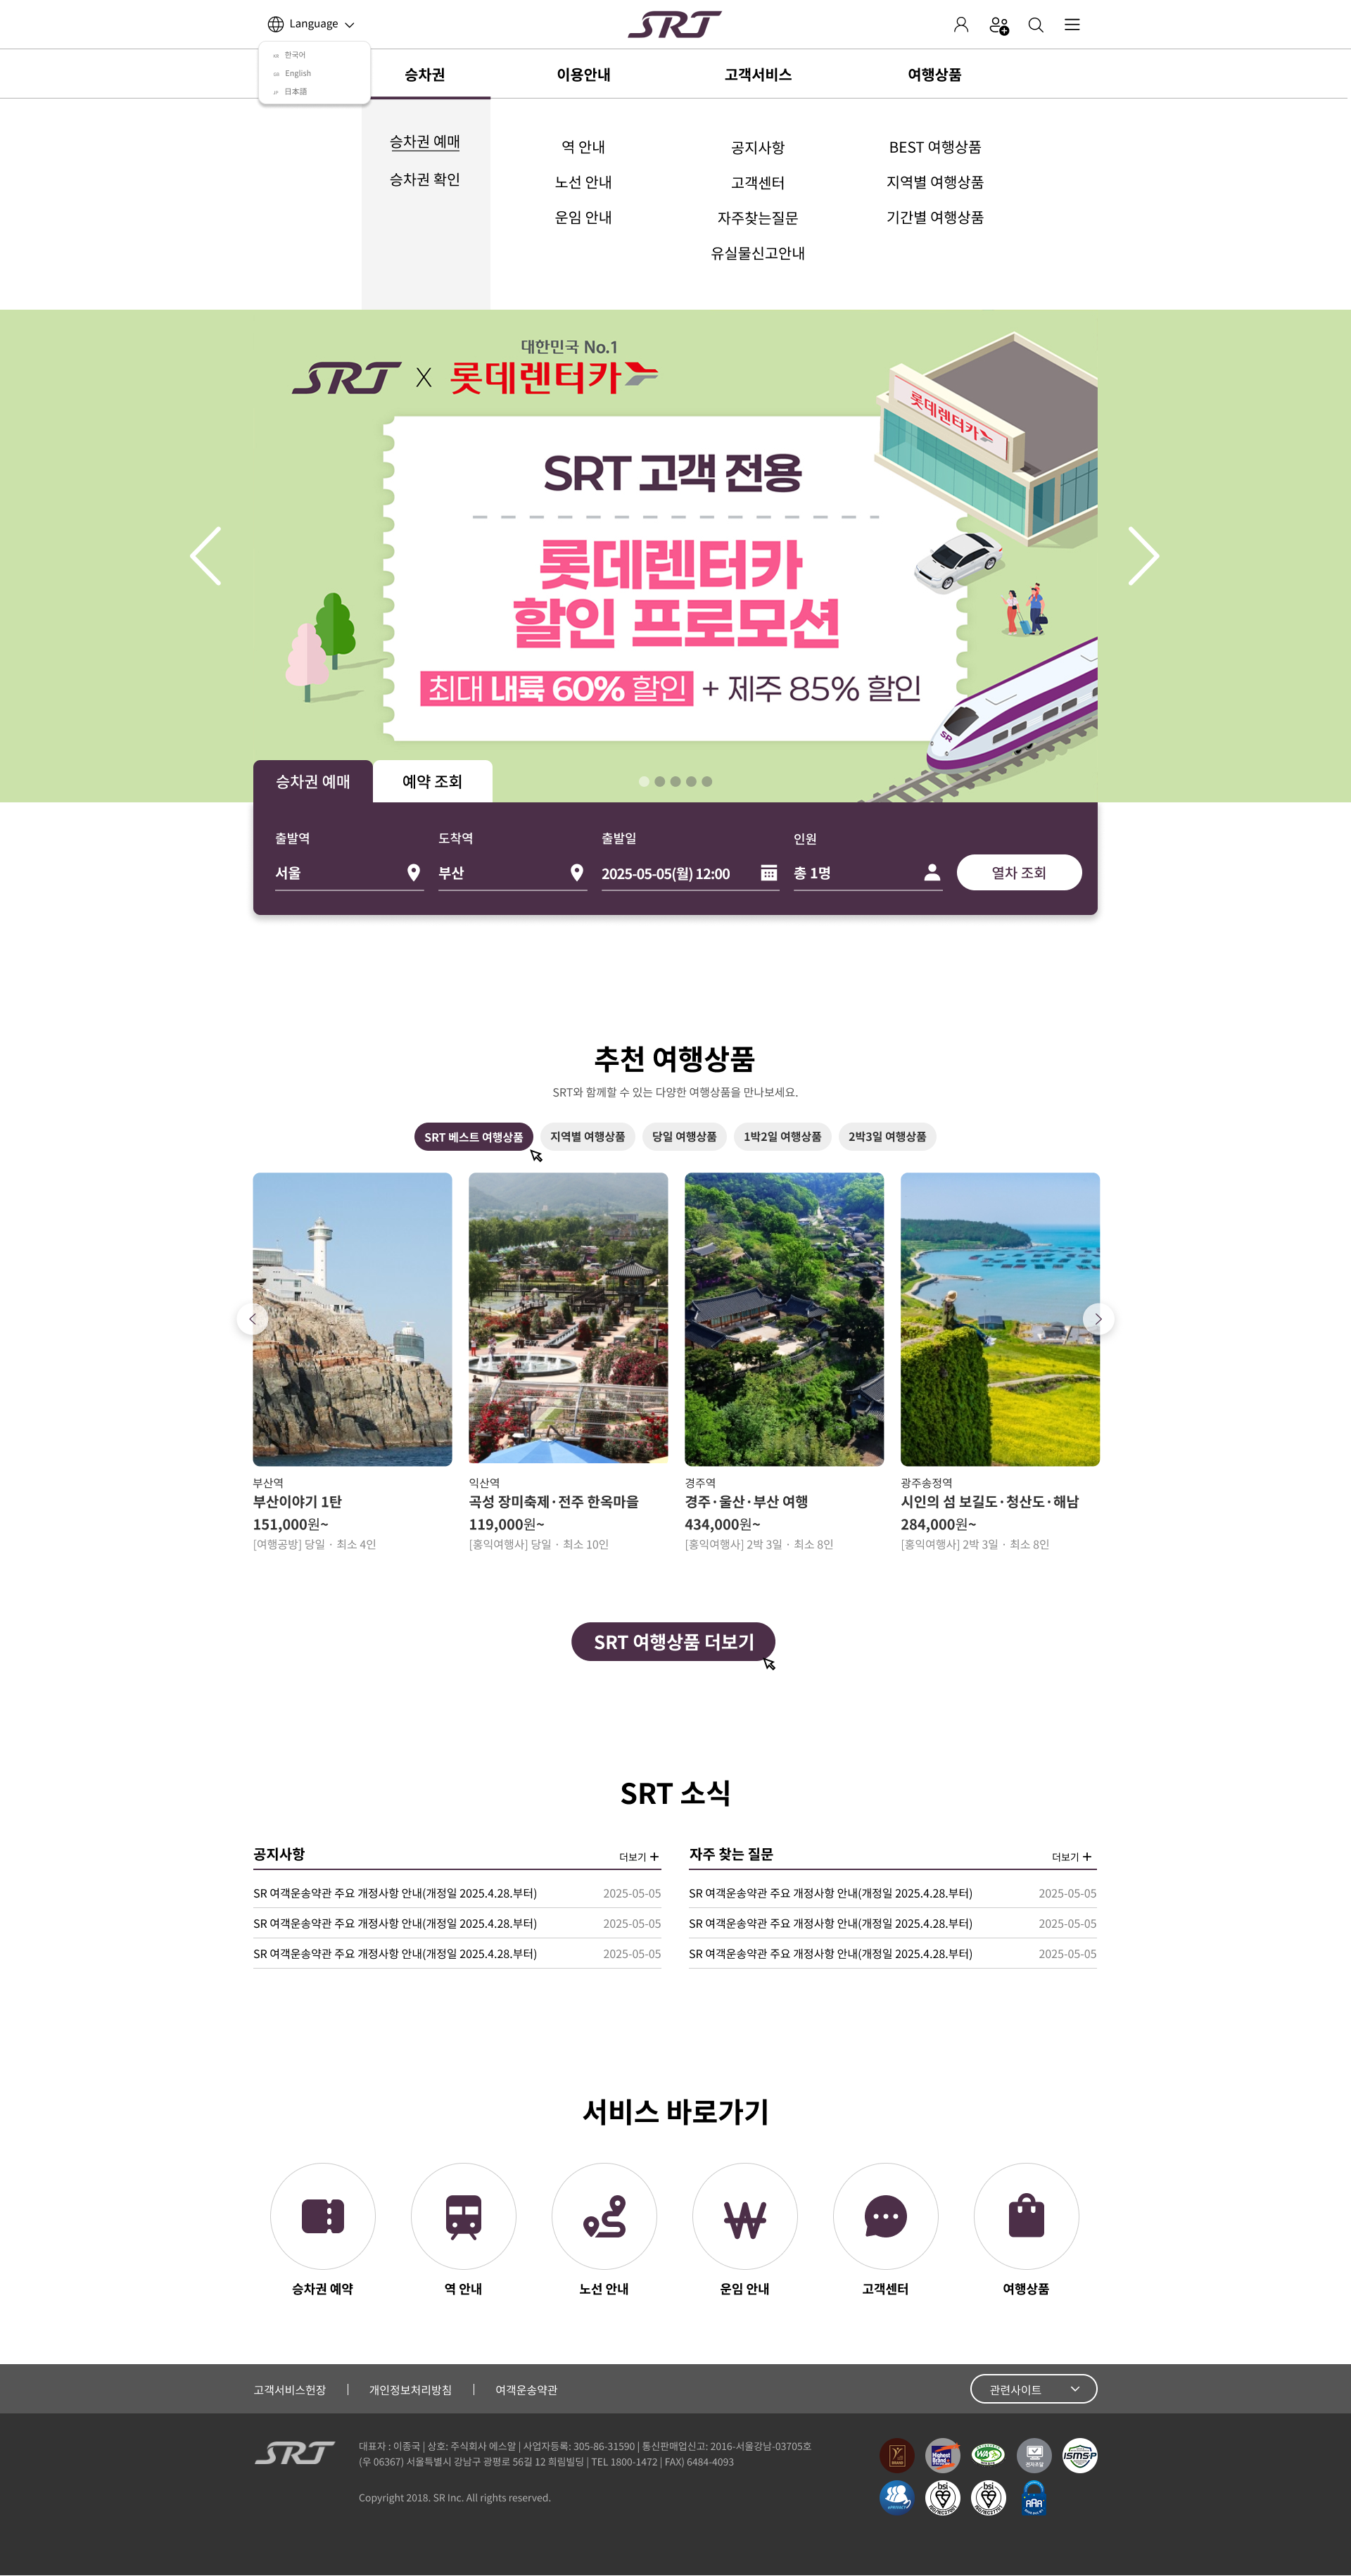 Language
SRT
한국어
English
日本語
승차권
이용안내
고객서비스
여행상품
승차권 예매
승차권 확인
역 안내
노선 안내
운임 안내
공지사항
고객센터
자주찾는질문
유실물신고안내
BEST 여행상품
지역별 여행상품
기간별 여행상품
대한민국 No.1
SRT X 롯데렌터카
롯데렌터카
SRT 고객 전용
롯데렌터카
할인 프로모션
최대 내륙 60% 할인 + 제주 85% 할인
SR
승차권 예매
예약 조회
출발역
도착역
출발일
인원
서울
부산
2025-05-05(월) 12:00
총 1명
열차 조회
추천 여행상품
SRT와 함께할 수 있는 다양한 여행상품을 만나보세요.
SRT 베스트 여행상품
지역별 여행상품
당일 여행상품
1박2일 여행상품
2박3일 여행상품
부산역
부산이야기 1탄
151,000원~
[여행공방] 당일 · 최소 4인
익산역
곡성 장미축제·전주 한옥마을
119,000원~
[홍익여행사] 당일 · 최소 10인
경주역
경주·울산·부산 여행
434,000원~
[홍익여행사] 2박 3일 · 최소 8인
광주송정역
시인의 섬 보길도·청산도·해남
284,000원~
[홍익여행사] 2박 3일 · 최소 8인
SRT 여행상품 더보기
SRT 소식
공지사항
더보기 +
SR 여객운송약관 주요 개정사항 안내(개정일 2025.4.28.부터) 2025-05-05
SR 여객운송약관 주요 개정사항 안내(개정일 2025.4.28.부터) 2025-05-05
SR 여객운송약관 주요 개정사항 안내(개정일 2025.4.28.부터) 2025-05-05
자주 찾는 질문
더보기 +
SR 여객운송약관 주요 개정사항 안내(개정일 2025.4.28.부터) 2025-05-05
SR 여객운송약관 주요 개정사항 안내(개정일 2025.4.28.부터) 2025-05-05
SR 여객운송약관 주요 개정사항 안내(개정일 2025.4.28.부터) 2025-05-05
서비스 바로가기
승차권 예약
역 안내
노선 안내
운임 안내
고객센터
여행상품
고객서비스헌장
개인정보처리방침
여객운송약관
관련사이트
SRT
대표자 : 이종국 | 상호: 주식회사 에스알 | 사업자등록: 305-86-31590 | 통신판매업신고: 2016-서울강남-03705호
(우 06367) 서울특별시 강남구 광평로 56길 12 희림빌딩 | TEL 1800-1472 | FAX) 6484-4093
Copyright 2018. SR Inc. All rights reserved.
Highest
Brand
WA
ISMS-P
bsi
bsi